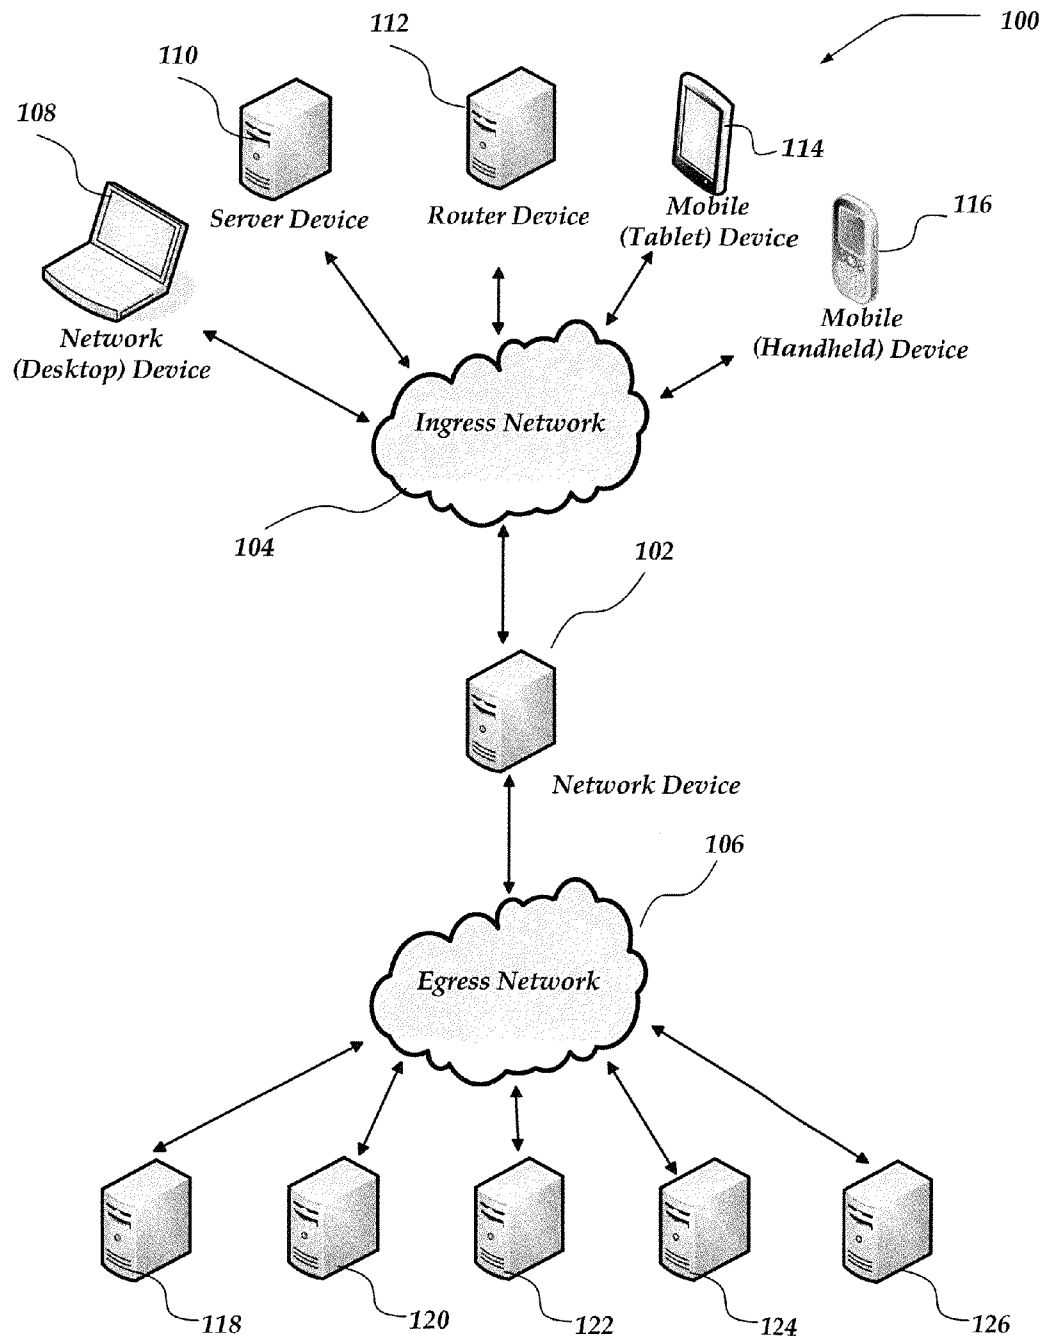 100
112
110
108
114
116
Server Device
Router Device
Mobile
(Tablet) Device
Network
(Desktop) Device
Mobile
(Handheld) Device
Ingress Network
104
102
Network Device
106
Egress Network
118
120
122
124
126